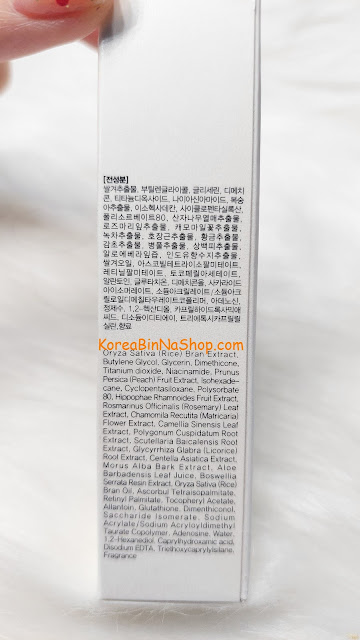 [전성분]
쌀겨추출물, 부틸렌글라이콜, 글리세린, 디메치
콘, 티타늄디옥사이드, 나이아신아마이드, 복숭
아추출물, 이소헥사데칸, 사이클로펜타실록산,
폴리소르베이트80, 산자나무열매추출물,
로즈마리잎추출물, 캐모마일꽃추출물,
녹차추출물, 호장근추출물, 황금추출물,
감초추출물, 병풀추출물, 상백피추출물,
알로에베라잎즙, 인도유향수지추출물,
쌀겨오일, 아스코빌테트라이소팔미테이트,
레티닐팔미테이트, 토코페릴아세테이트,
알란토인, 글루타치온, 디메치콘올, 사카라이드
아이소머레이트, 소듐아크릴레이트/소듐아크
릴로일디메칠타우레이트코폴리머, 아데노신,
정제수, 1,2-헥산디올, 카프릴하이드록사믹애
씨드, 디소듐이디티에이, 트리에톡시카프릴릴
실란, 향료
KoreaBinNaShop.com
Oryza Sativa (Rice) Bran Extract,
Butylene Glycol, Glycerin, Dimethicone,
Titanium dioxide, Niacinamide, Prunus
Persica (Peach) Fruit Extract, Isohexade-
cane, Cyclopentasiloxane, Polysorbate
80, Hippophae Rhamnoides Fruit Extract,
Rosmarinus Officinalis (Rosemary) Leaf
Extract, Chamomilla Recutita (Matricaria)
Flower Extract, Camellia Sinensis Leaf
Extract, Polygonum Cuspidatum Root
Extract, Scutellaria Baicalensis Root
Extract, Glycyrrhiza Glabra (Licorice)
Root Extract, Centella Asiatica Extract,
Morus Alba Bark Extract, Aloe
Barbadensis Leaf Juice, Boswellia
Serrata Resin Extract, Oryza Sativa (Rice)
Bran Oil, Ascorbyl Tetraisopalmitate,
Retinyl Palmitate, Tocopheryl Acetate,
Allantoin, Glutathione, Dimethiconol,
Saccharide Isomerate, Sodium
Acrylate/Sodium Acryloyldimethyl
Taurate Copolymer, Adenosine, Water,
1,2-Hexanediol, Caprylhydroxamic acid,
Disodium EDTA, Triethoxycaprylylsilane,
Fragrance